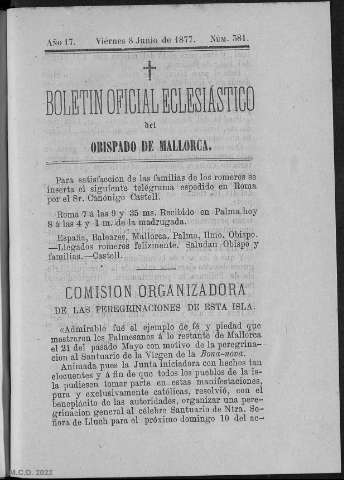 Año 17. Viérnes 8 Junio de 1877. Núm. 381.
BOLETIN OFICIAL ECLESIÁSTICO
del
OBISPADO DE MALLORCA.
Para satisfaccion de las familias de los romeros se
inserta el siguiente telégrama espedido en Roma
por el Sr. Canónigo Castell.
Roma 7 á las 9 y 35 ms. Recibido en Palma hoy
8 á las 4 y 1 m. de la madrugada.
España, Baleares, Mallorca, Palma, Ilmo. Obispo.
—Llegados romeros felizmente. Saludan Obispo y
familias.—Castell.
COMISION ORGANIZADORA
DE LAS PEREGRINACIONES DE ESTA ISLA.
«Admirable fué el ejemplo de fé y piedad que
mostraron los Palmesanos á lo restante de Mallorca
el 21 del pasado Mayo con motivo de la peregrina-
cion al Santuario de la Vírgen de la Bona-nova.
Animada pues la Junta iniciadora con hechos tan
elocuentes y á fin de que todos los pueblos de la is-
la pudiesen tomar parte en estas manifestaciones,
pura y esclusivamente católicas, resolvió, con el
beneplácito de las autoridades, organizar una pere-
grinacion general al célebre Santuario de Ntra. Se-
ñora de Lluch para el próximo domingo 10 del ac-
M.C.D. 2022